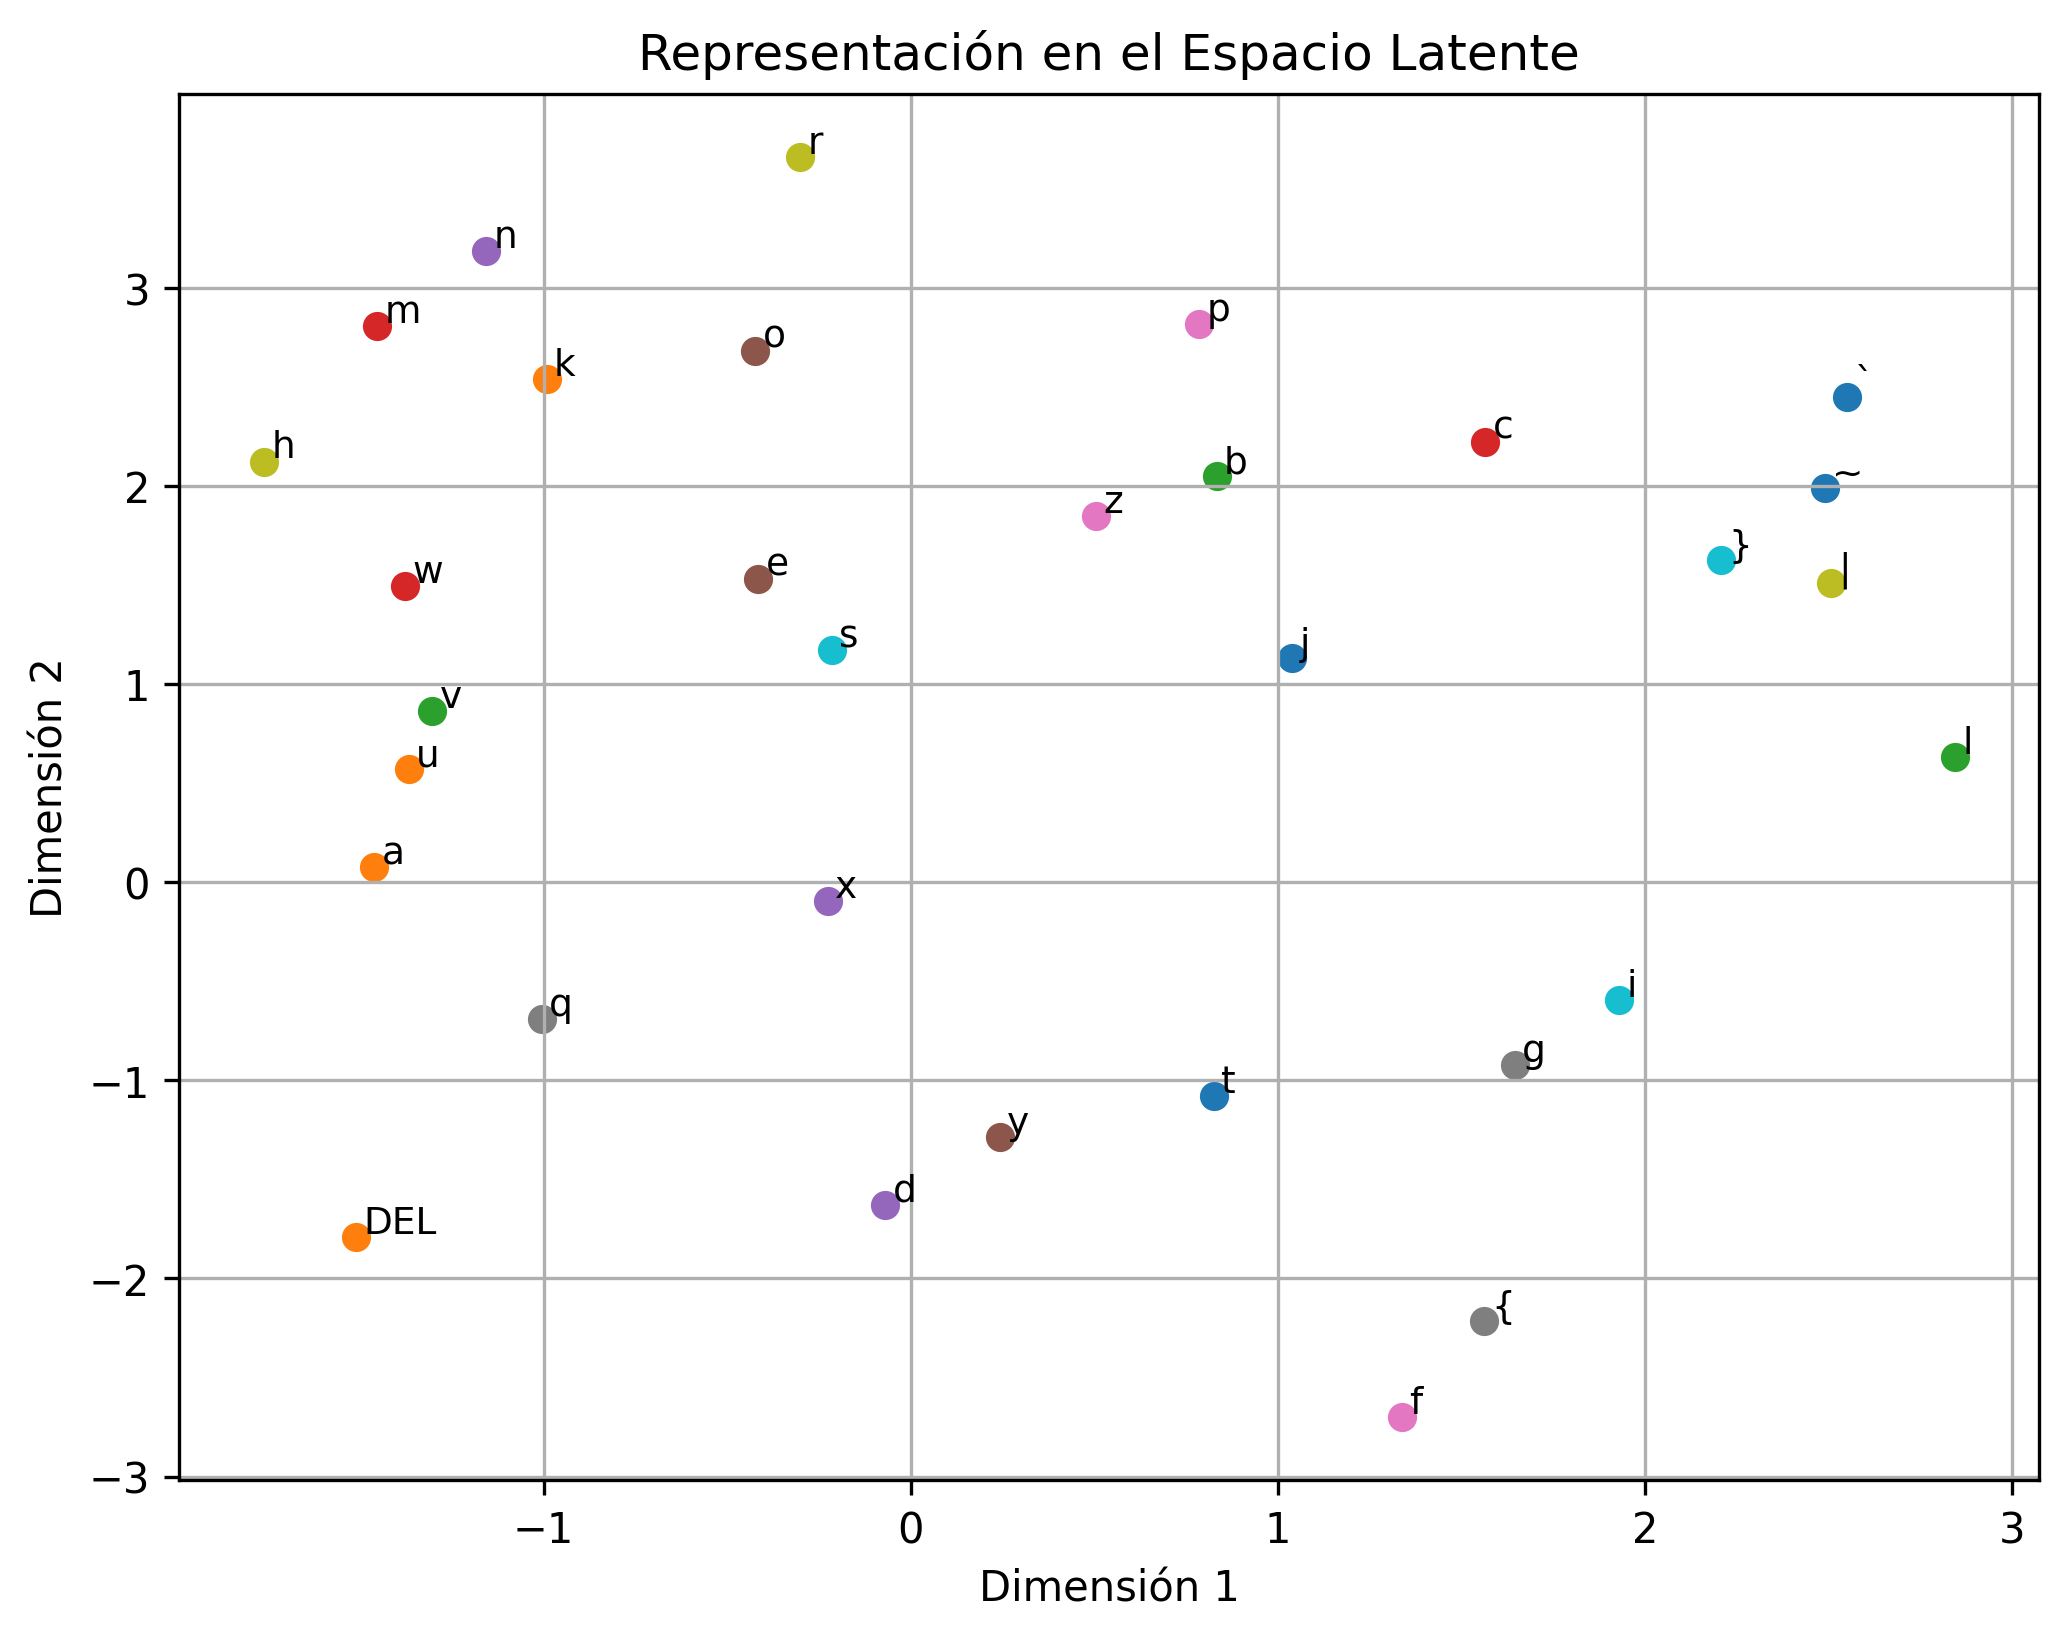 Representación en el Espacio Latente
r
n
m
p
o
k
`
c
h
b
~
z
}
e
w
|
s
j
v
l
u
a
x
i
q
g
t
y
d
DEL
{
f
3
2
1
0
−1
−2
−3
−1 0 1 2 3
Dimensión 1
Dimensión 2